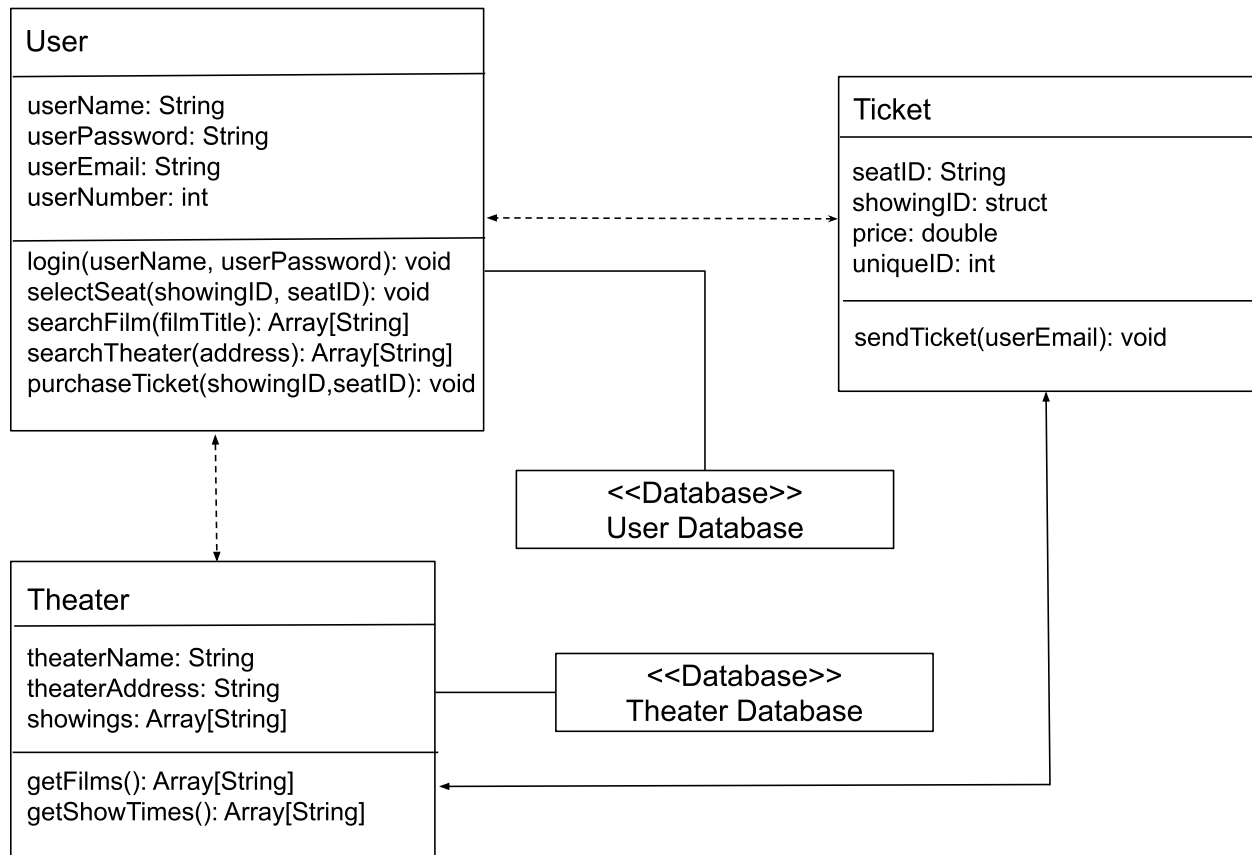 User
userName: String
userPassword: String
userEmail: String
userNumber: int
login(userName, userPassword): void
selectSeat(showingID, seatID): void
searchFilm(filmTitle): Array[String]
searchTheater(address): Array[String]
purchaseTicket(showingID,seatID): void
Ticket
seatID: String
showingID: struct
price: double
uniqueID: int
sendTicket(userEmail): void
<<Database>>
User Database
Theater
theaterName: String
theaterAddress: String
showings: Array[String]
getFilms(): Array[String]
getShowTimes(): Array[String]
<<Database>>
Theater Database